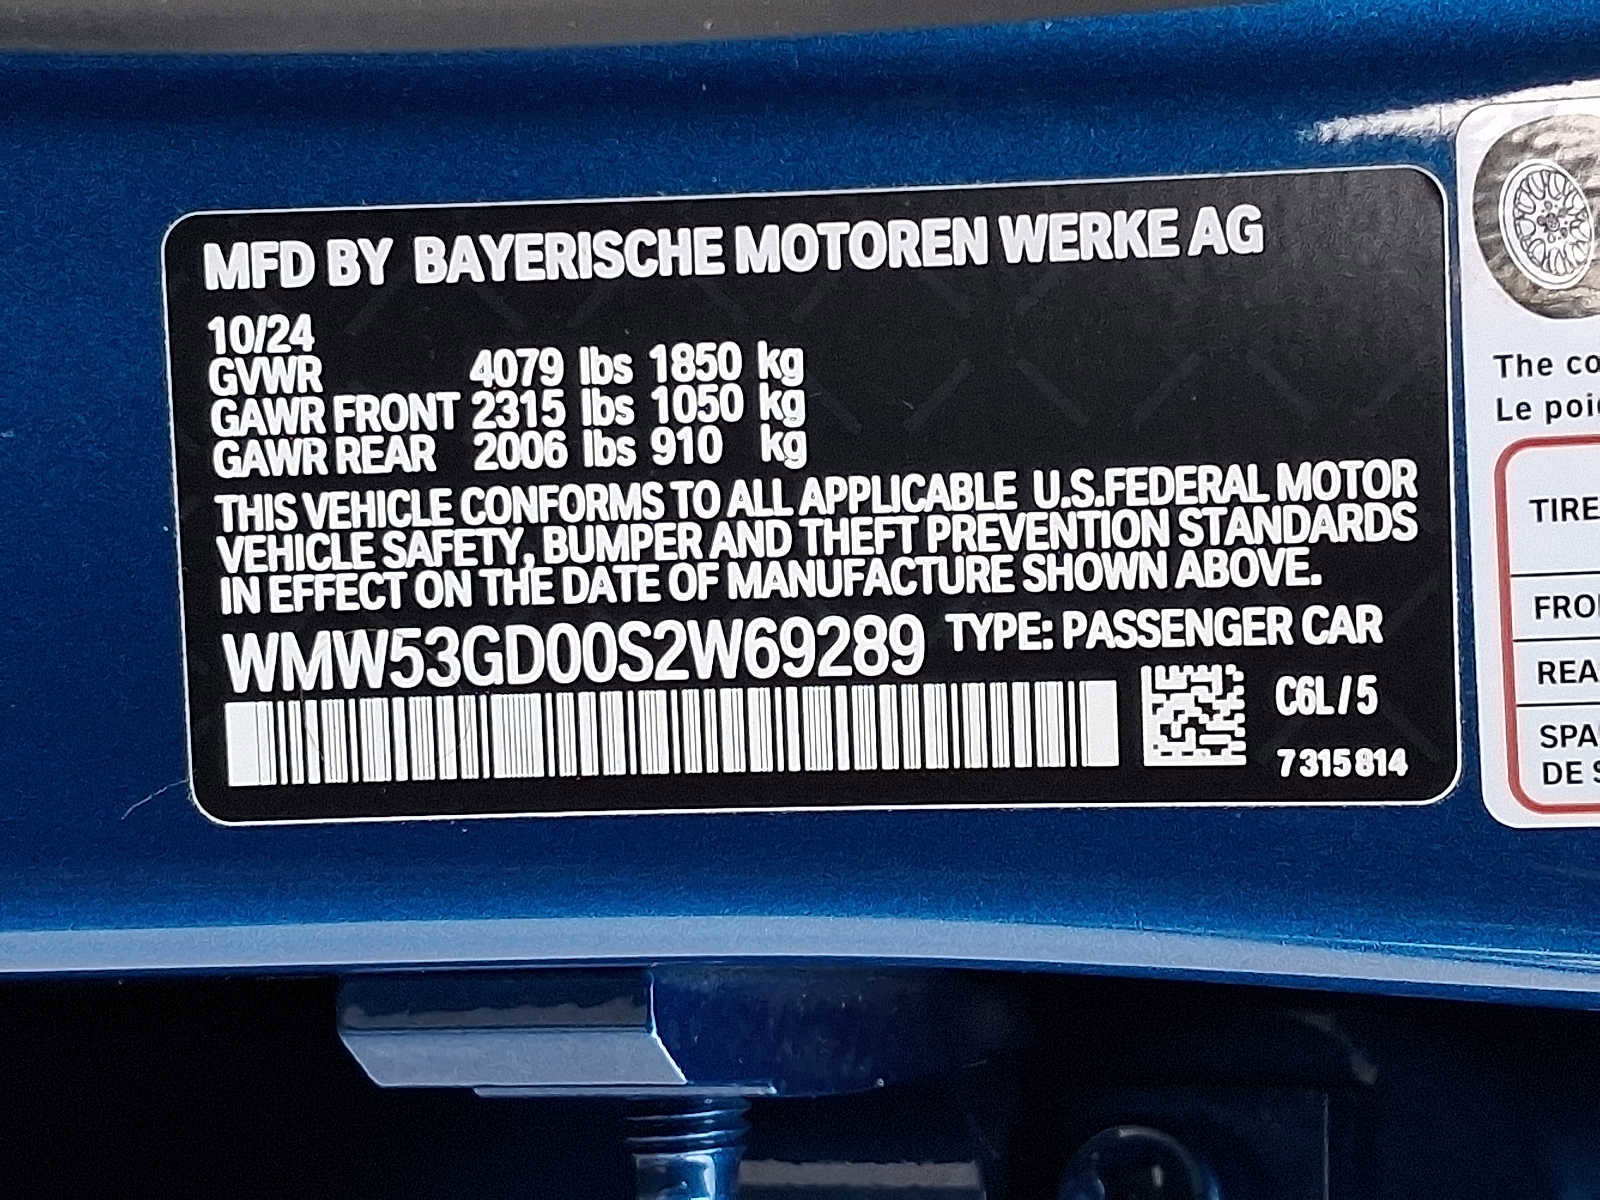 MFD BY BAYERISCHE MOTOREN WERKE AG
10/24
GVWR 4079 lbs 1850 kg
GAWR FRONT 2315 lbs 1050 kg
GAWR REAR 2006 lbs 910 kg
THIS VEHICLE CONFORMS TO ALL APPLICABLE U.S.FEDERAL MOTOR
VEHICLE SAFETY, BUMPER AND THEFT PREVENTION STANDARDS
IN EFFECT ON THE DATE OF MANUFACTURE SHOWN ABOVE.
WMW53GD00S2W69289 TYPE: PASSENGER CAR
C6L/5
7315814
The co
Le poi
TIRE
FRO
REA
SPA
DE S